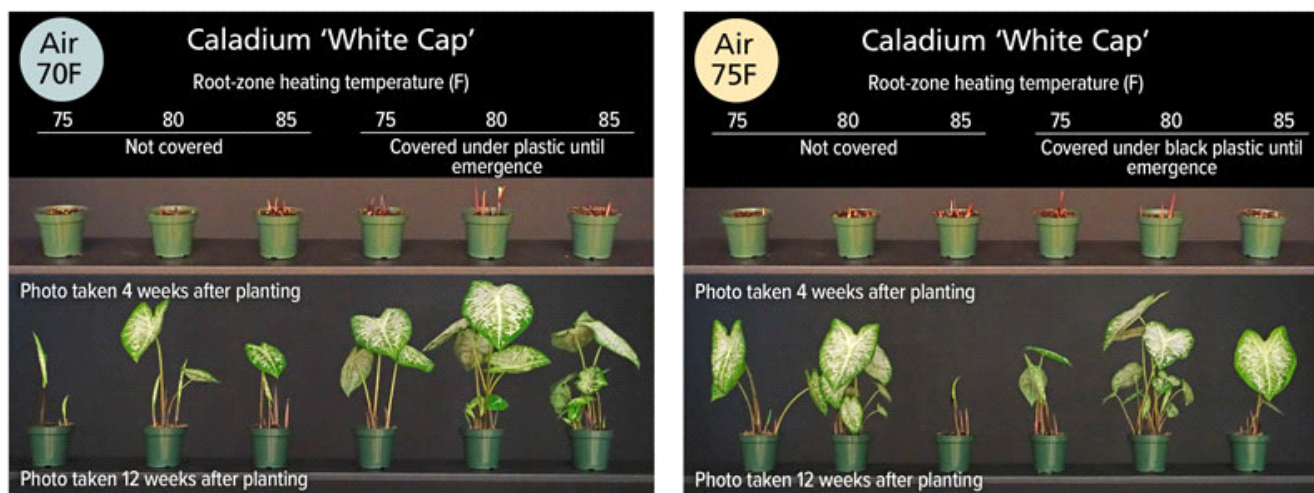 Air
70F
Caladium ‘White Cap’
Root-zone heating temperature (F)
75 80 85 75 80 85
Not covered
Covered under plastic until
emergence
Photo taken 4 weeks after planting
Photo taken 12 weeks after planting
Air
75F
Caladium ‘White Cap’
Root-zone heating temperature (F)
75 80 85 75 80 85
Not covered
Covered under black plastic until
emergence
Photo taken 4 weeks after planting
Photo taken 12 weeks after planting